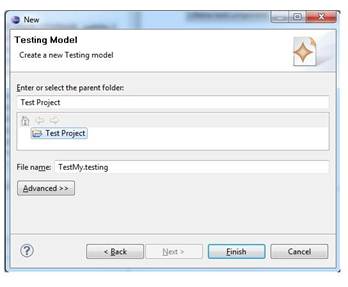 New
Testing Model
Create a new Testing model
Enter or select the parent folder:
Test Project
Test Project
File name: TestMy.testing
Advanced >>
? < Back Next > Finish Cancel